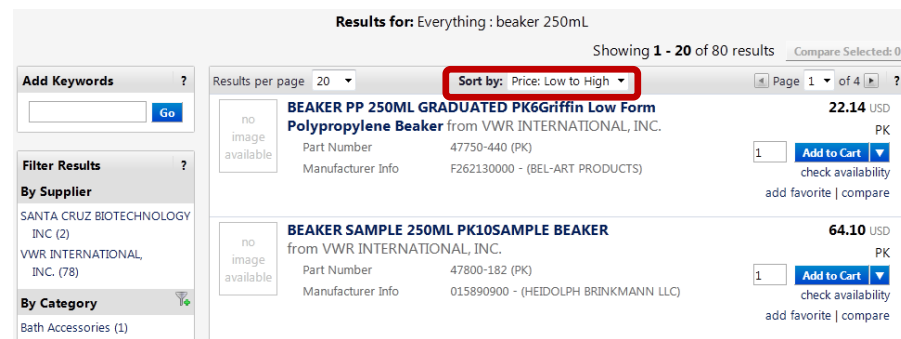 Results for: Everything : beaker 250mL
Showing 1 - 20 of 80 results Compare Selected: 0
Add Keywords ?
Go
Filter Results ?
By Supplier
SANTA CRUZ BIOTECHNOLOGY
INC (2)
VWR INTERNATIONAL,
INC. (78)
By Category
Bath Accessories (1)
Results per page 20 Sort by: Price: Low to High Page 1 of 4 ?
no
image
available
BEAKER PP 250ML GRADUATED PK6Griffin Low Form
Polypropylene Beaker from VWR INTERNATIONAL, INC.
Part Number 47750-440 (PK)
Manufacturer Info F262130000 - (BEL-ART PRODUCTS)
22.14 USD
PK
1 Add to Cart
check availability
add favorite | compare
no
image
available
BEAKER SAMPLE 250ML PK10SAMPLE BEAKER
from VWR INTERNATIONAL, INC.
Part Number 47800-182 (PK)
Manufacturer Info 015890900 - (HEIDOLPH BRINKMANN LLC)
64.10 USD
PK
1 Add to Cart
check availability
add favorite | compare